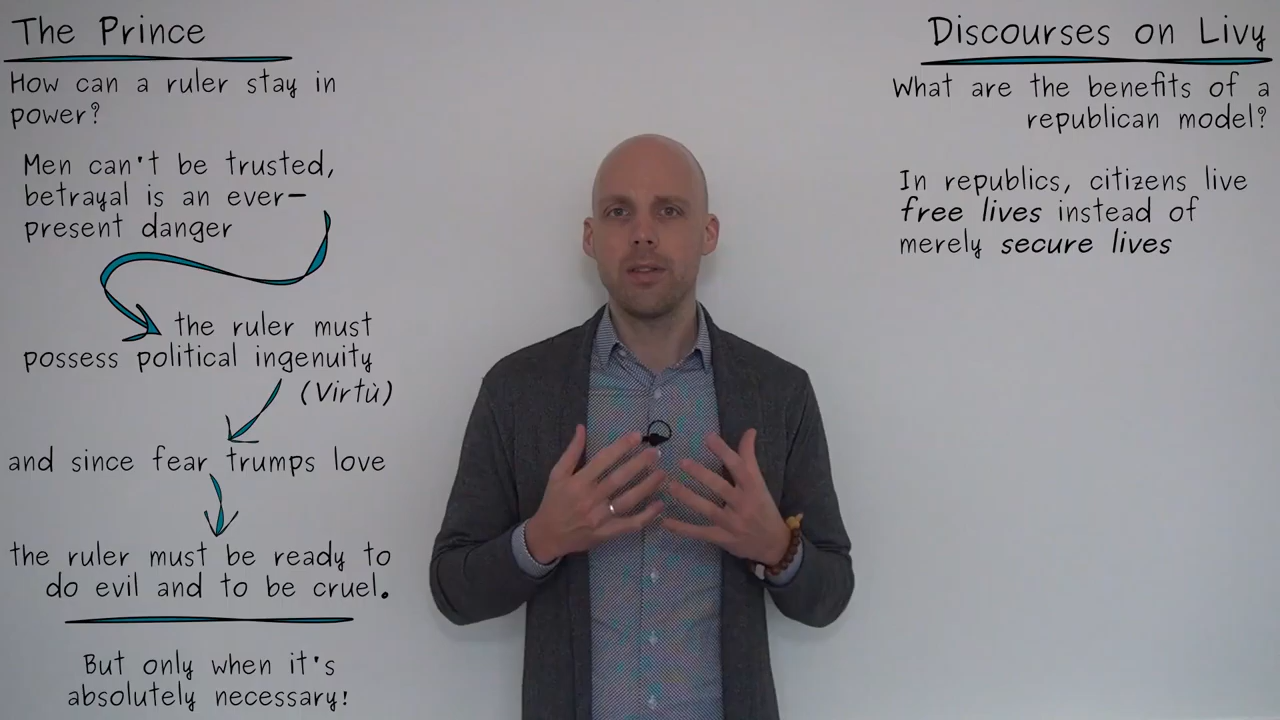 The Prince
How can a ruler stay in
power?
Men can't be trusted,
betrayal is an ever-
present danger
the ruler must
possess political ingenuity
(Virtù)
and since fear trumps love
the ruler must be ready to
do evil and to be cruel.
But only when it's
absolutely necessary!
Discourses on Livy
What are the benefits of a
republican model?
In republics, citizens live
free lives instead of
merely secure lives